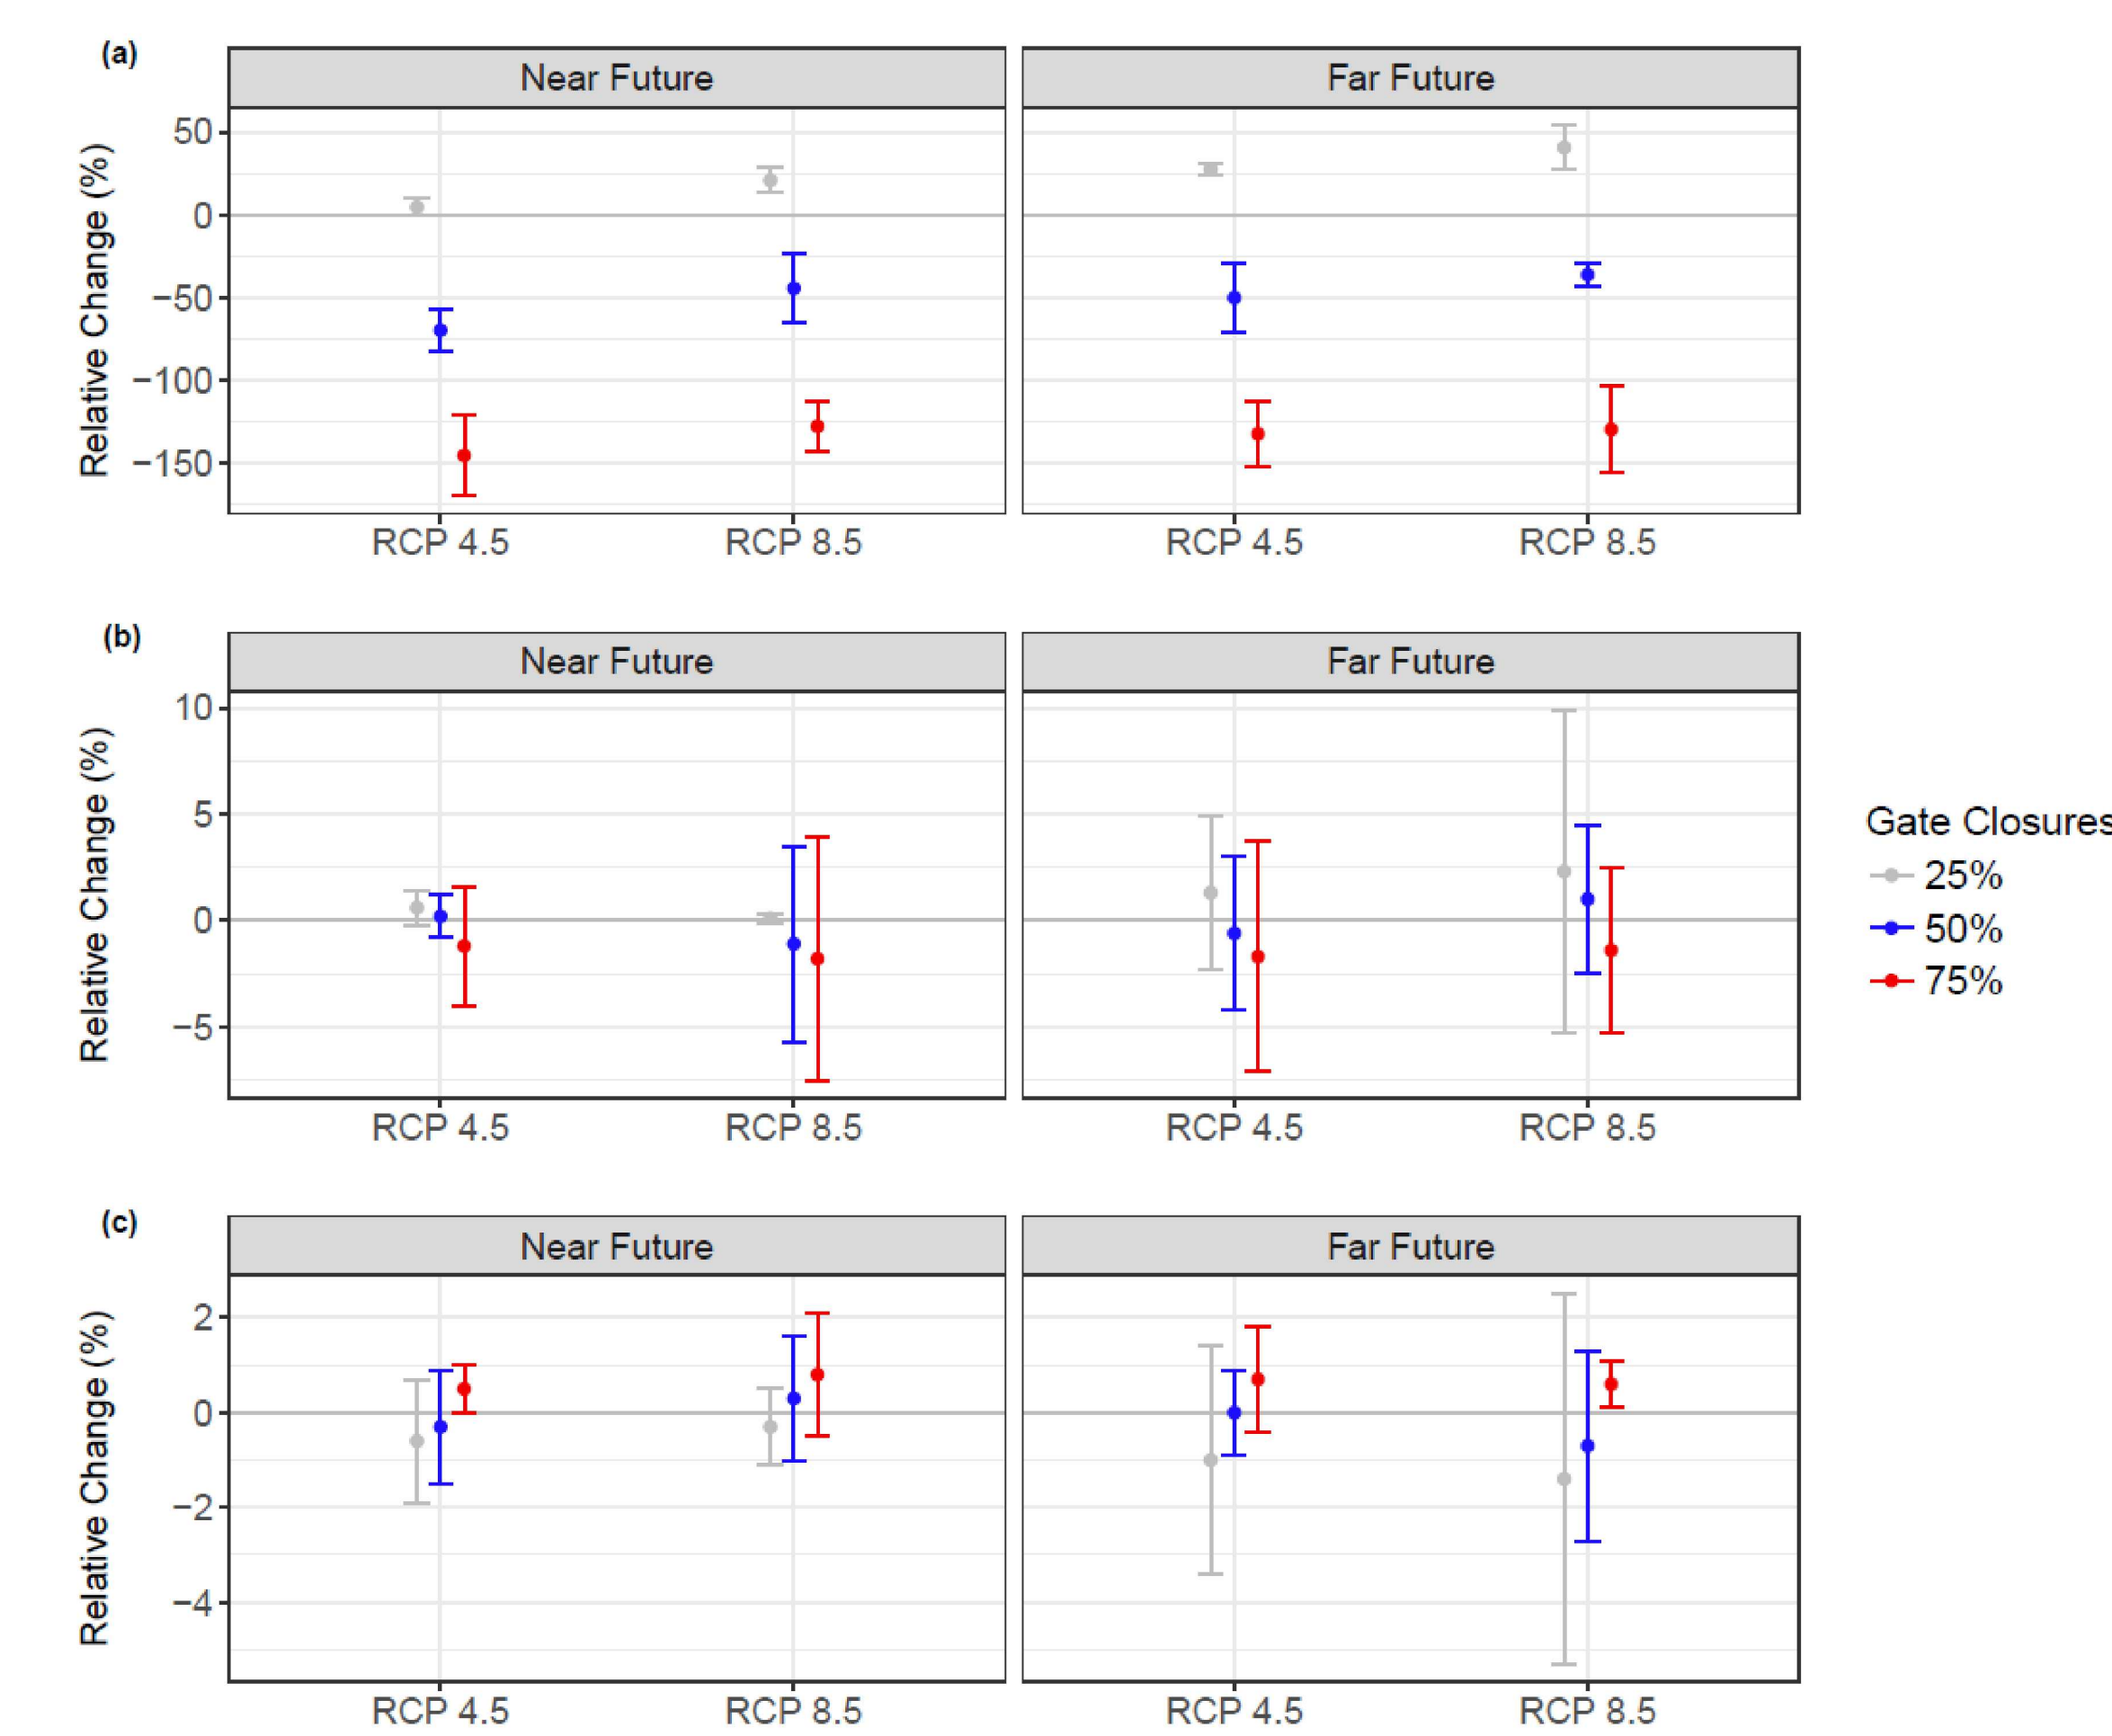 (a)
Near Future
Far Future
Relative Change (%)
50
0
−50
−100
−150
RCP 4.5
RCP 8.5
RCP 4.5
RCP 8.5
(b)
Near Future
Far Future
Relative Change (%)
10
5
0
−5
RCP 4.5
RCP 8.5
RCP 4.5
RCP 8.5
Gate Closures
25%
50%
75%
(c)
Near Future
Far Future
Relative Change (%)
2
0
−2
−4
RCP 4.5
RCP 8.5
RCP 4.5
RCP 8.5